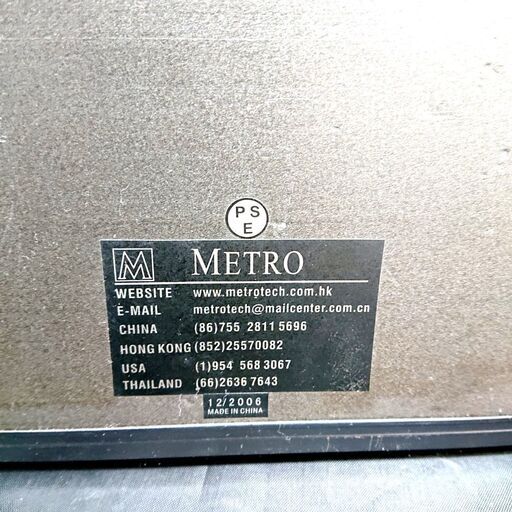 PS
E
M METRO
WEBSITE www.metrotech.com.hk
E-MAIL metrotech@mailcenter.com.cn
CHINA (86)755 2811 5696
HONG KONG (852)25570082
USA (1)954 568 3067
THAILAND (66)2636 7643
12/2006
MADE IN CHINA